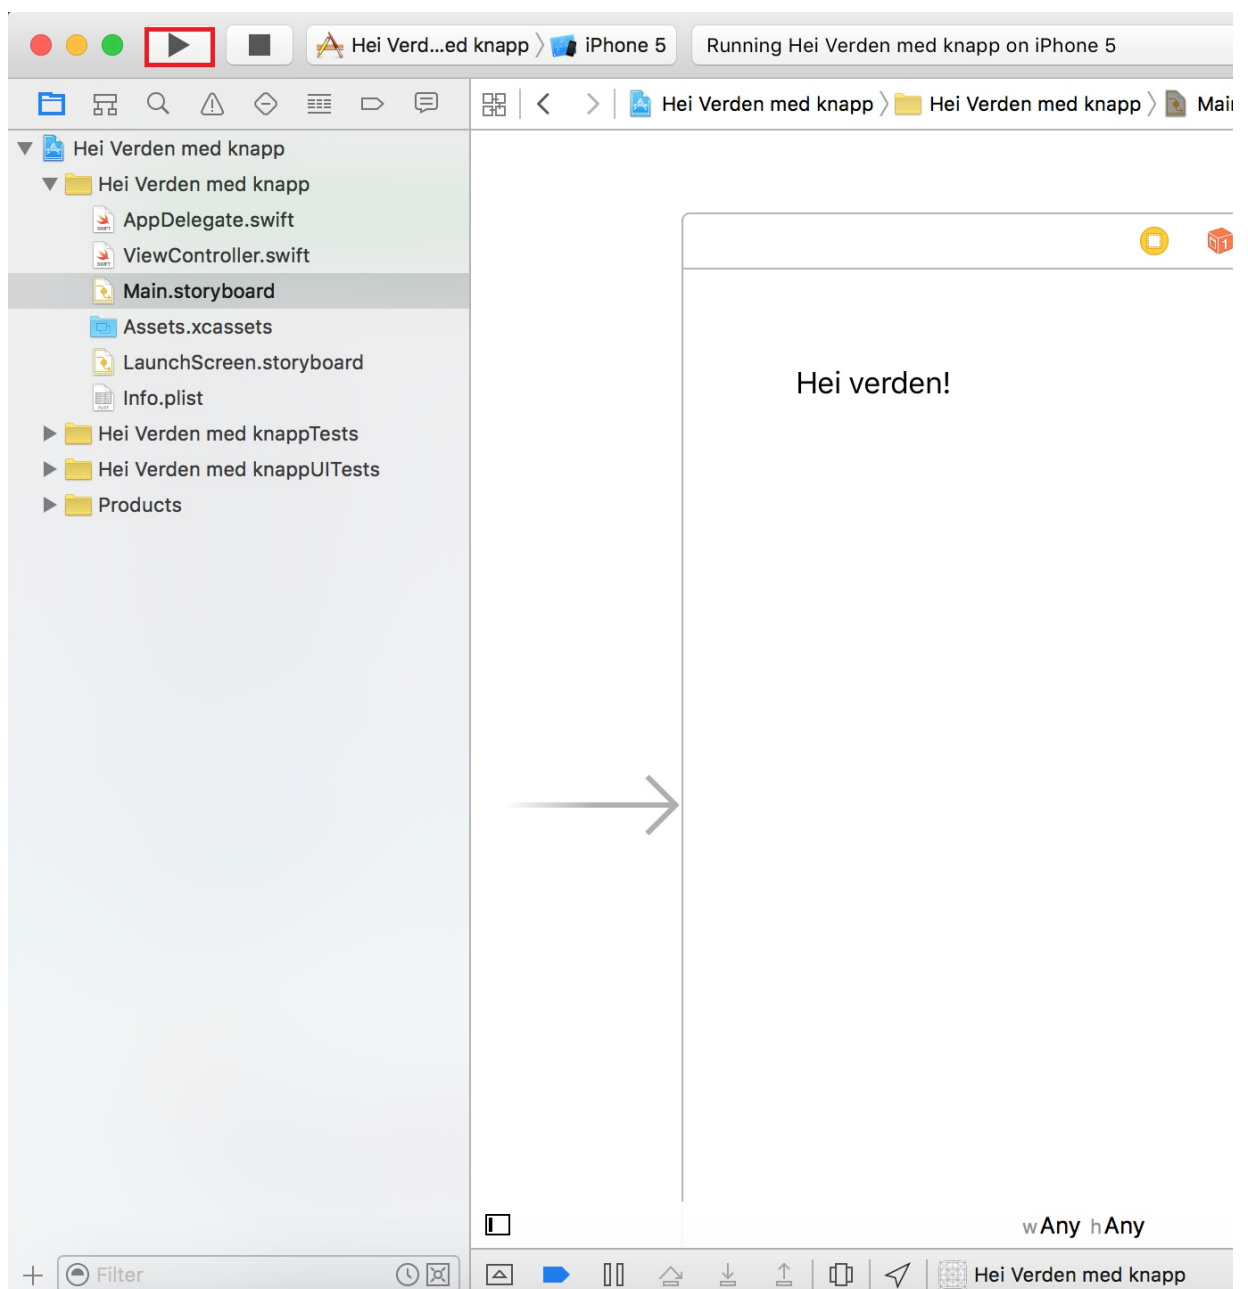 Hei Verd...ed knapp 〉 iPhone 5
Running Hei Verden med knapp on iPhone 5
Hei Verden med knapp 〉 Hei Verden med knapp 〉 Main
Hei Verden med knapp
Hei Verden med knapp
AppDelegate.swift
ViewController.swift
Main.storyboard
Assets.xcassets
LaunchScreen.storyboard
Info.plist
Hei Verden med knappTests
Hei Verden med knappUITests
Products
Hei verden!
wAny hAny
Filter
Hei Verden med knapp